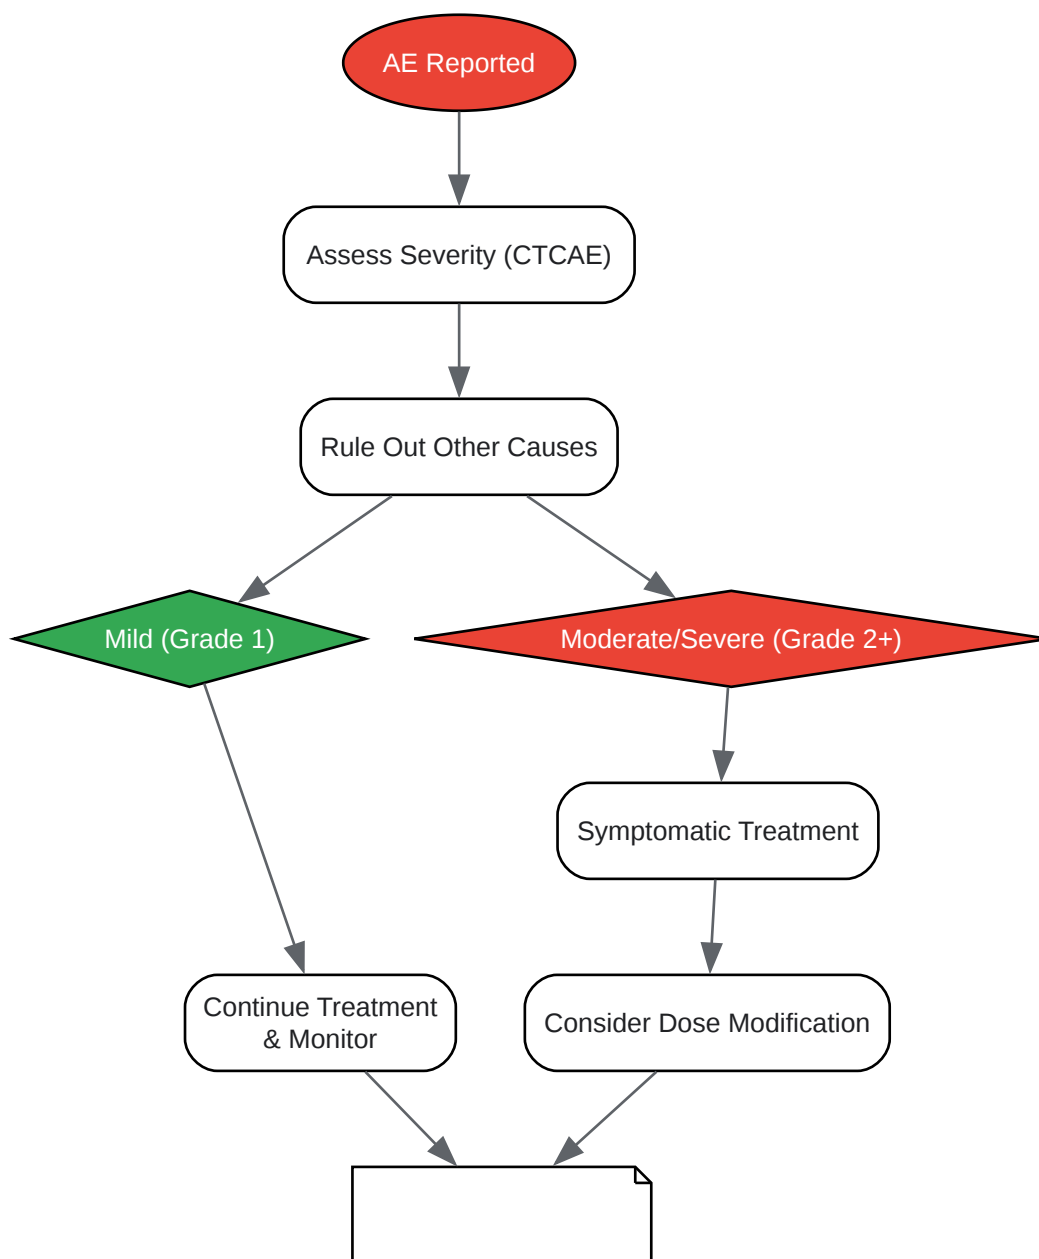 AE Reported
Assess Severity (CTCAE)
Rule Out Other Causes
Mild (Grade 1)
Moderate/Severe (Grade 2+)
Symptomatic Treatment
Continue Treatment
& Monitor
Consider Dose Modification